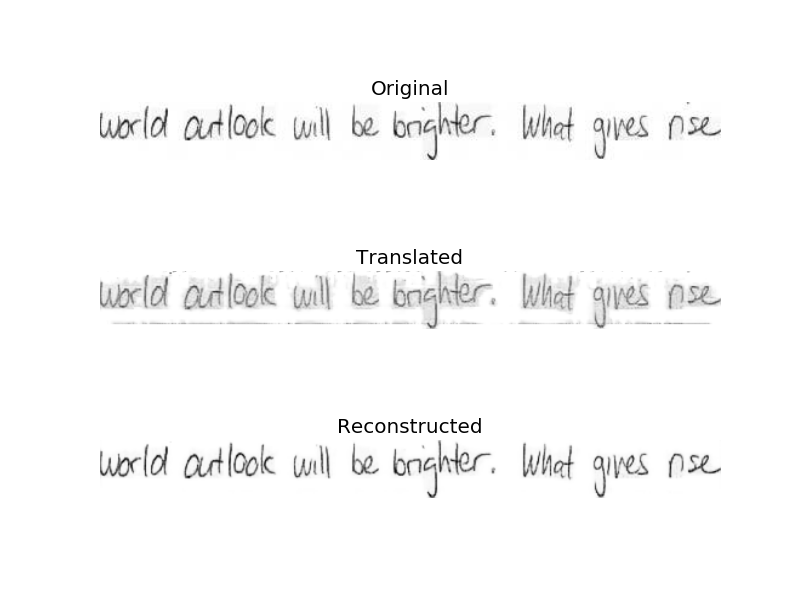 Original
world outlook will be brighter. What gives rise
Translated
world outlook will be brighter. What gives rise
Reconstructed
world outlook will be brighter. What gives rise